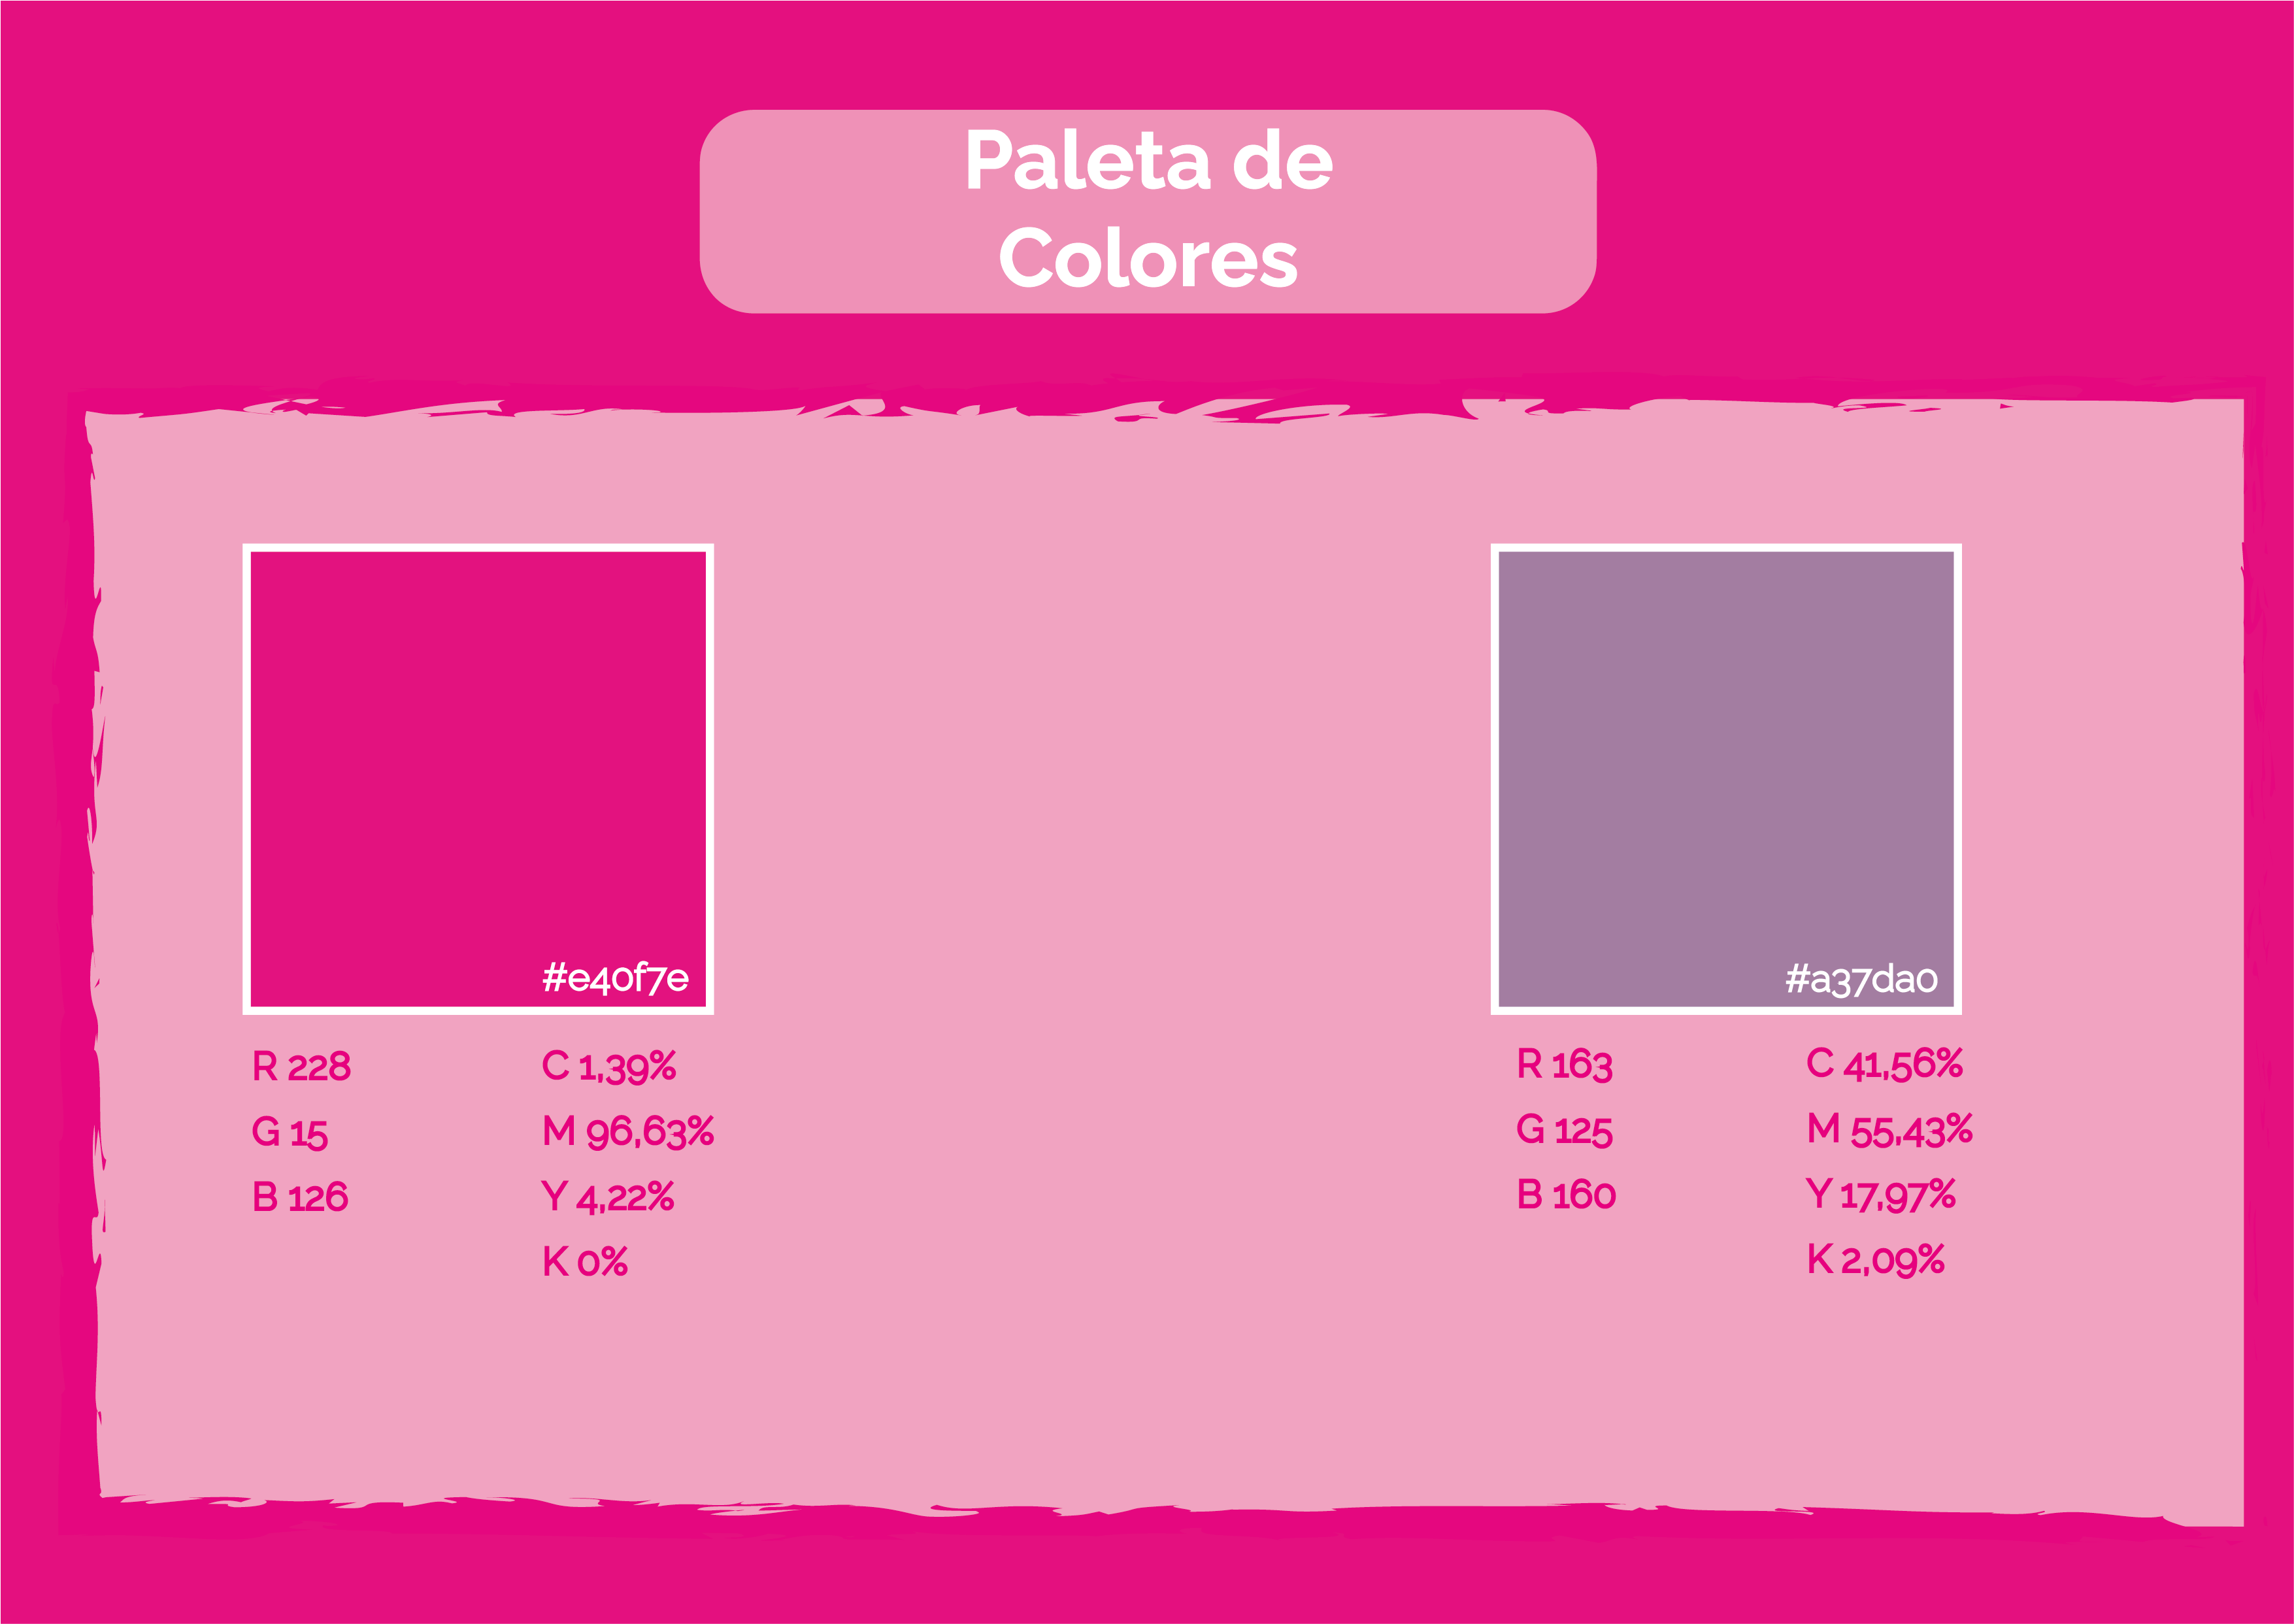 Paleta de
Colores
#e40f7e
R 228
G 15
B 126
C 1,39%
M 96,63%
Y 4,22%
K 0%
#a37da0
R 163
G 125
B 160
C 41,56%
M 55,43%
Y 17,97%
K 2,09%